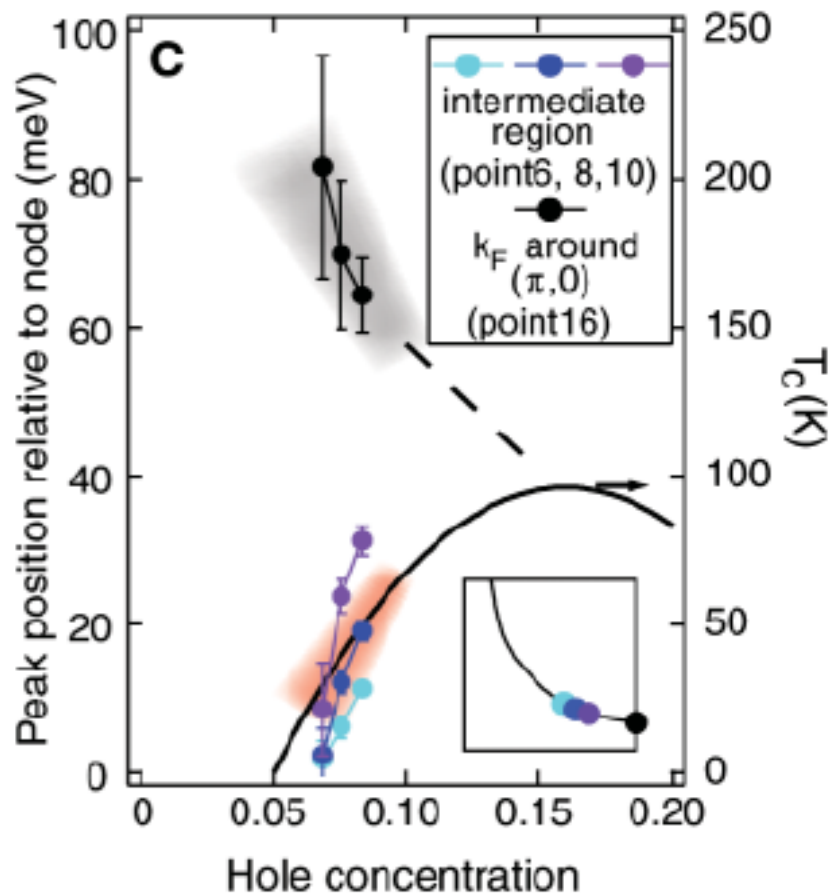 C
100
80
60
40
20
0
Peak position relative to node (meV)
250
200
150
100
50
0
Tc (K)
intermediate
region
(point6, 8,10)
kF around
(π,0)
(point16)
0
0.05
0.10
0.15
0.20
Hole concentration